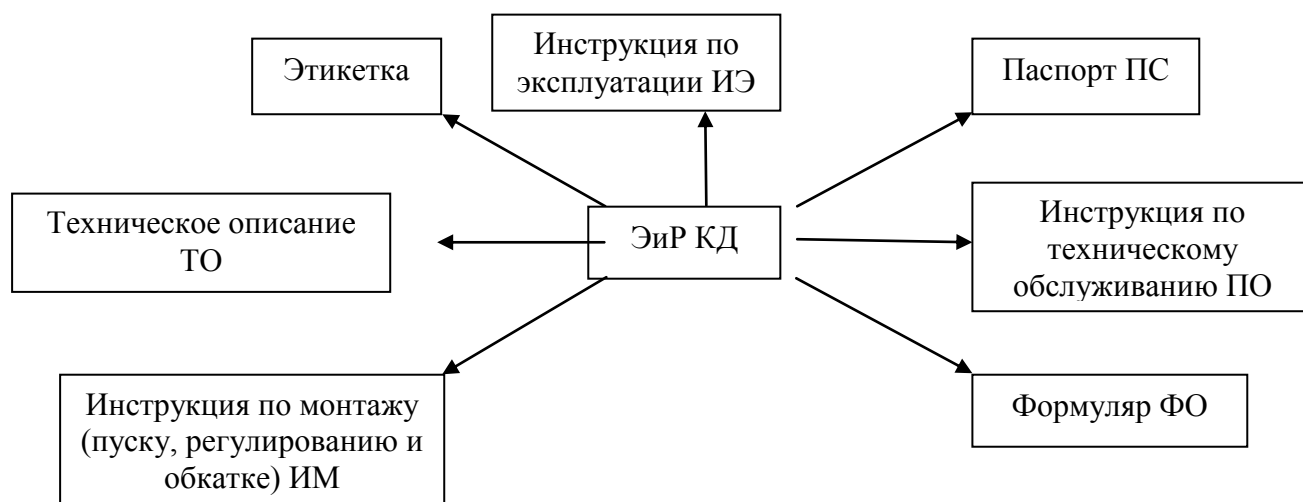 Этикетка
Инструкция по
эксплуатации ИЭ
Паспорт ПС
Техническое описание
ТО
ЭиР КД
Инструкция по
техническому
обслуживанию ПО
Инструкция по монтажу
(пуску, регулированию и
обкатке) ИМ
Формуляр ФО